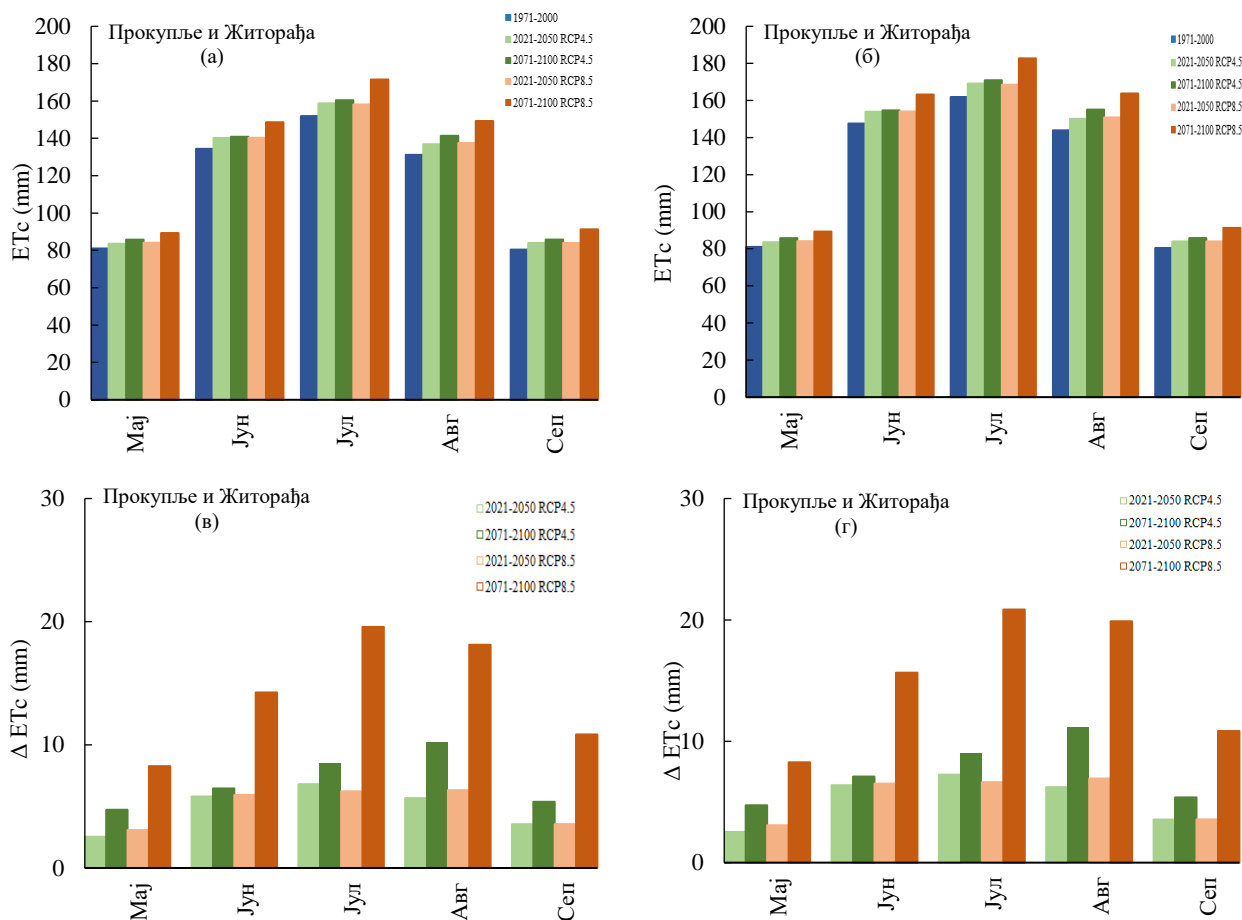 Прокупље и Житорађа
(а)
1971-2000
2021-2050 RCP4.5
2071-2100 RCP4.5
2021-2050 RCP8.5
2071-2100 RCP8.5
ETc (mm)
200
180
160
140
120
100
80
60
40
20
0
Мај
Јун
Јул
Авг
Сеп
Прокупље и Житорађа
(б)
1971-2000
2021-2050 RCP4.5
2071-2100 RCP4.5
2021-2050 RCP8.5
2071-2100 RCP8.5
ETc (mm)
200
180
160
140
120
100
80
60
40
20
0
Мај
Јун
Јул
Авг
Сеп
Прокупље и Житорађа
(в)
2021-2050 RCP4.5
2071-2100 RCP4.5
2021-2050 RCP8.5
2071-2100 RCP8.5
Δ ETc (mm)
30
20
10
0
Мај
Јун
Јул
Авг
Сеп
Прокупље и Житорађа
(г)
2021-2050 RCP4.5
2071-2100 RCP4.5
2021-2050 RCP8.5
2071-2100 RCP8.5
Δ ETc (mm)
30
20
10
0
Мај
Јун
Јул
Авг
Сеп